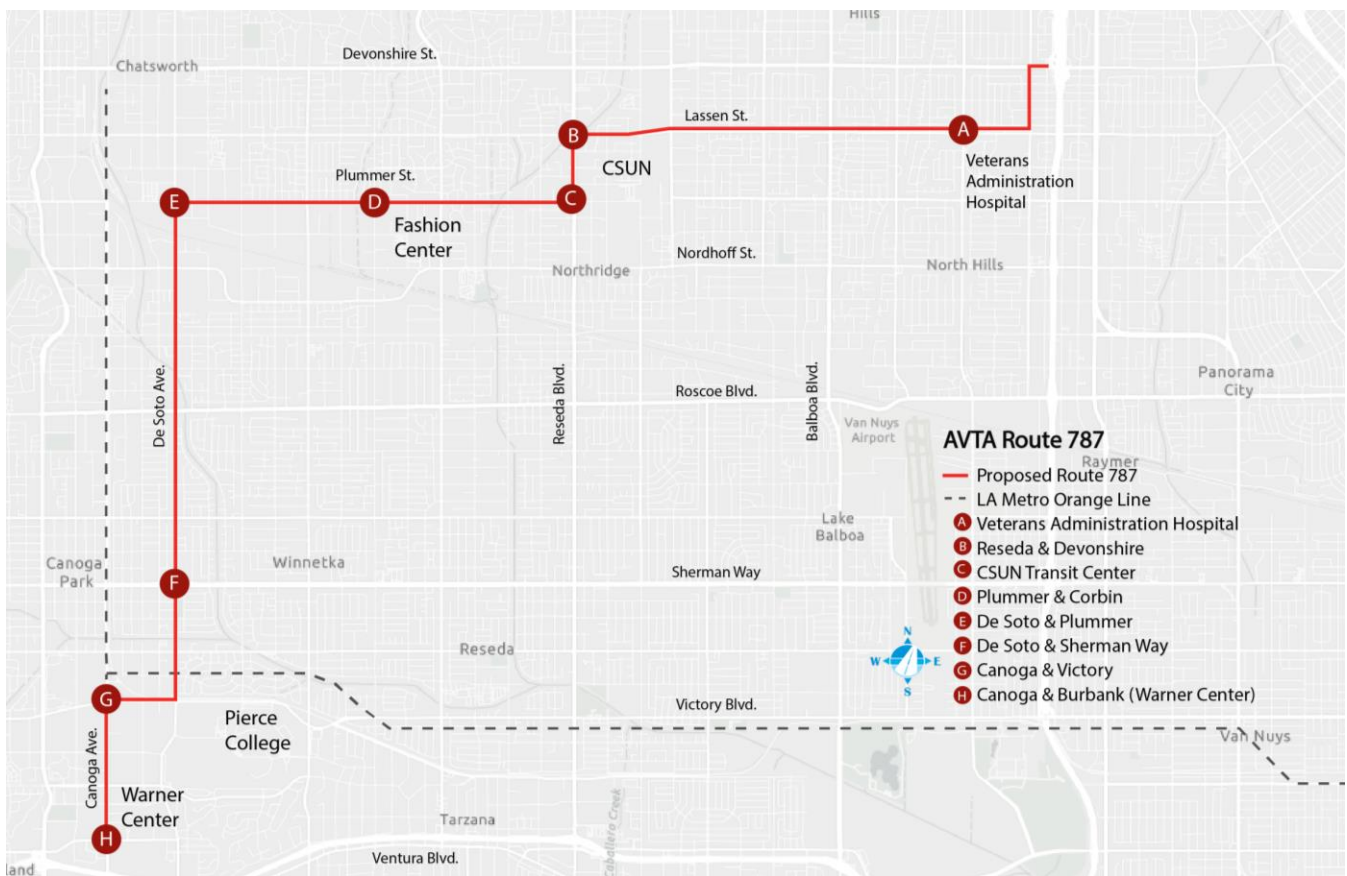 Hills
Devonshire St.
Chatsworth
Lassen St.
B
A
CSUN
Veterans
Administration
Hospital
Plummer St.
E
D
C
Fashion
Center
Nordhoff St.
Northridge
North Hills
De Soto Ave.
Reseda Blvd.
Balboa Blvd.
Roscoe Blvd.
Panorama
City
Van Nuys
Airport
AVTA Route 787
Raymer
Proposed Route 787
LA Metro Orange Line
A Veterans Administration Hospital
B Reseda & Devonshire
C CSUN Transit Center
D Plummer & Corbin
E De Soto & Plummer
F De Soto & Sherman Way
G Canoga & Victory
H Canoga & Burbank (Warner Center)
Lake
Balboa
Canoga
Park
Winnetka
F
Sherman Way
Reseda
N
W
E
S
G
Victory Blvd.
Pierce
College
Van Nuys
Canoga Ave.
Warner
Center
H
Tarzana
Caballero Creek
Ventura Blvd.
land